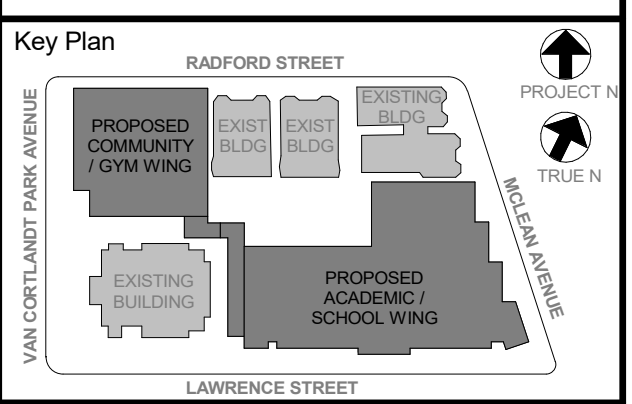 Key Plan
RADFORD STREET
PROJECT N
TRUE N
VAN CORTLANDT PARK AVENUE
PROPOSED
COMMUNITY
/ GYM WING
EXIST
BLDG
EXIST
BLDG
EXISTING
BLDG
MCLEAN AVENUE
EXISTING
BUILDING
PROPOSED
ACADEMIC /
SCHOOL WING
LAWRENCE STREET